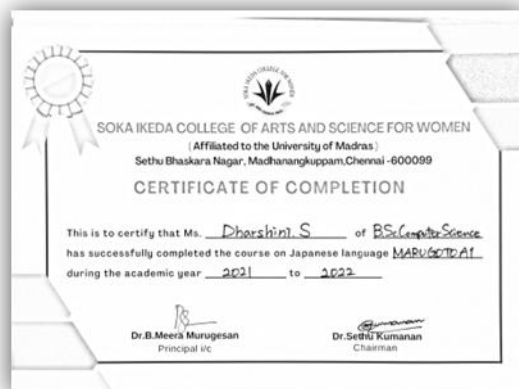 SOKA IKEDA COLLEGE OF ARTS AND SCIENCE FOR WOMEN
(Affiliated to the University of Madras)
Sethu Bhaskara Nagar, Madhanangkuppam,Chennai -600099
CERTIFICATE OF COMPLETION
This is to certify that Ms. Dharshini. S of B.Sc.Computer Science
has successfully completed the course on Japanese language MARUGOTO A1
during the academic year 2021 to 2022
Dr.B.Meera Murugesan Dr.Sethu Kumanan
Principal i/c Chairman